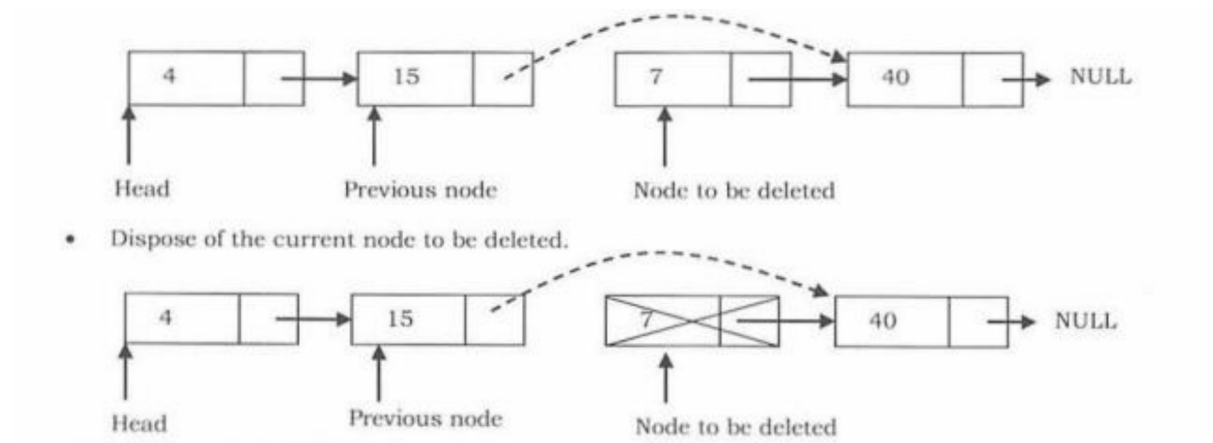 4 15 7 40 NULL
Head Previous node Node to be deleted
• Dispose of the current node to be deleted.
4 15 7 40 NULL
Head Previous node Node to be deleted